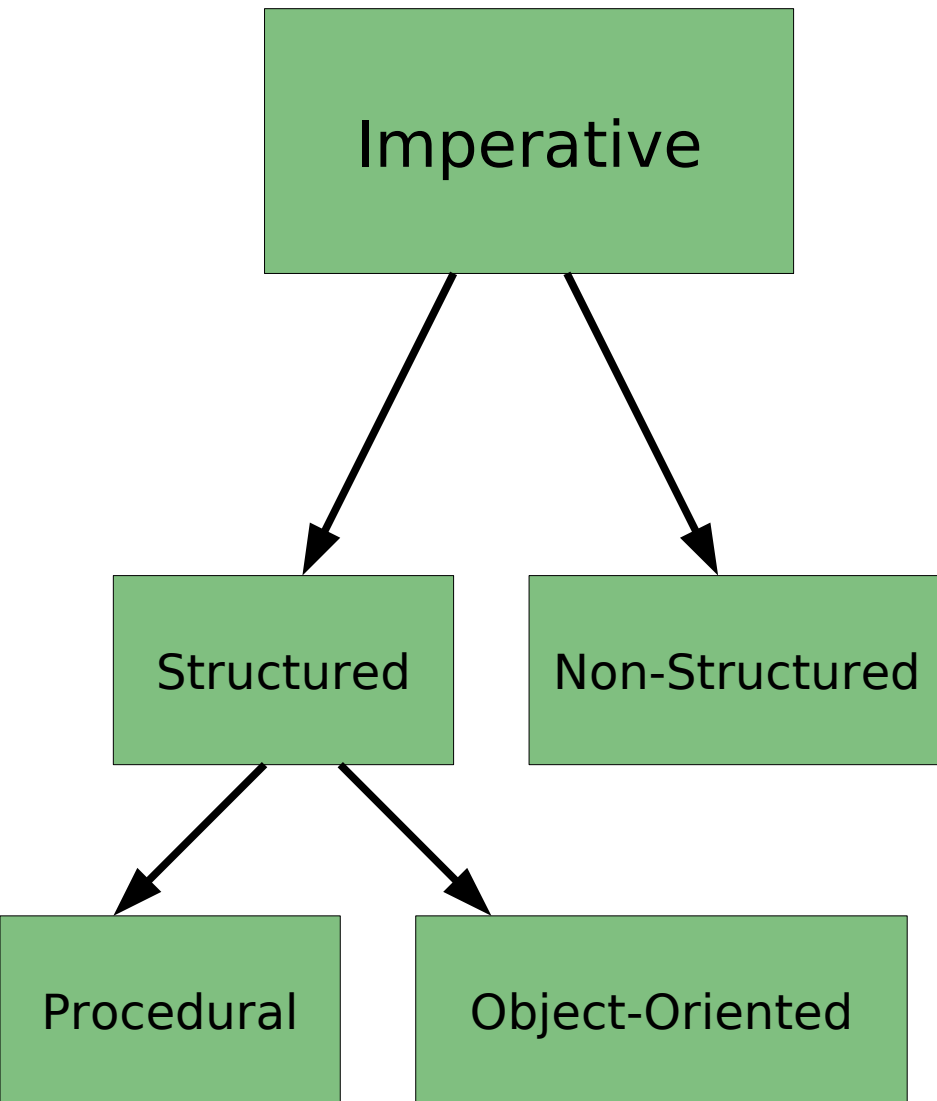 Imperative
Structured
Non-Structured
Procedural
Object-Oriented